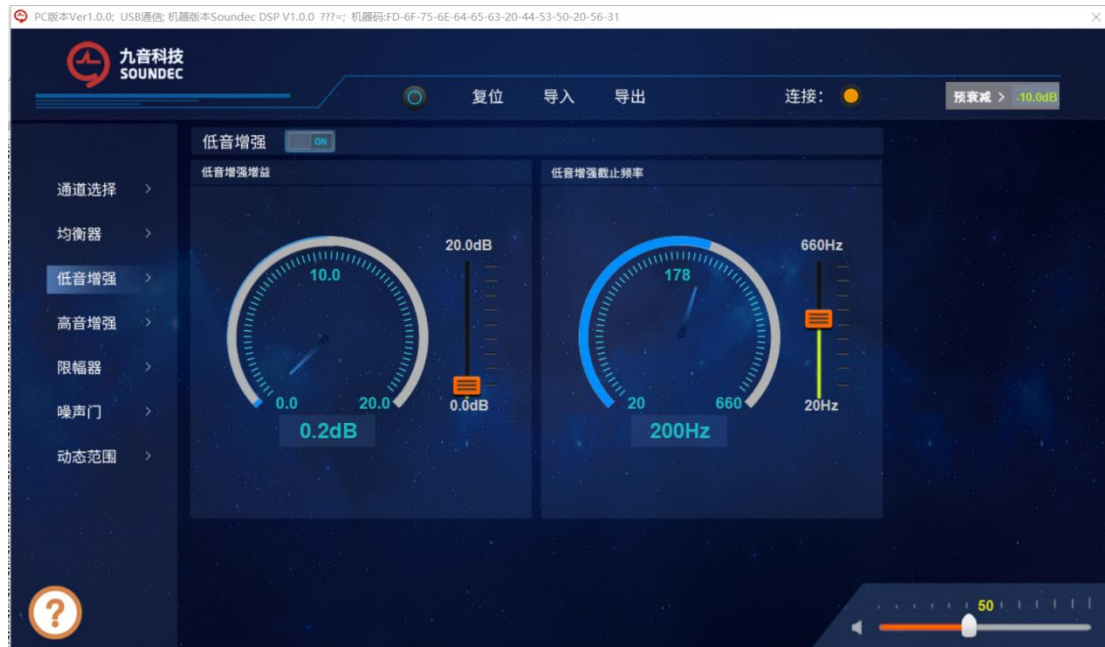 PC版本Ver1.0.0; USB通信; 机器版本Soundec DSP V1.0.0 ???=; 机器码:FD-6F-75-6E-64-65-63-20-44-53-50-20-56-31
九音科技
SOUNDEC
复位 导入 导出 连接: 预衰减 > -10.0dB
低音增强 ON
低音增强增益 低音增强截止频率
通道选择 >
均衡器 >
低音增强 >
高音增强 >
限幅器 >
噪声门 >
动态范围 >
20.0dB 660Hz
10.0 178
0.0 20.0 0.0dB 20 660 20Hz
0.2dB 200Hz
?
50